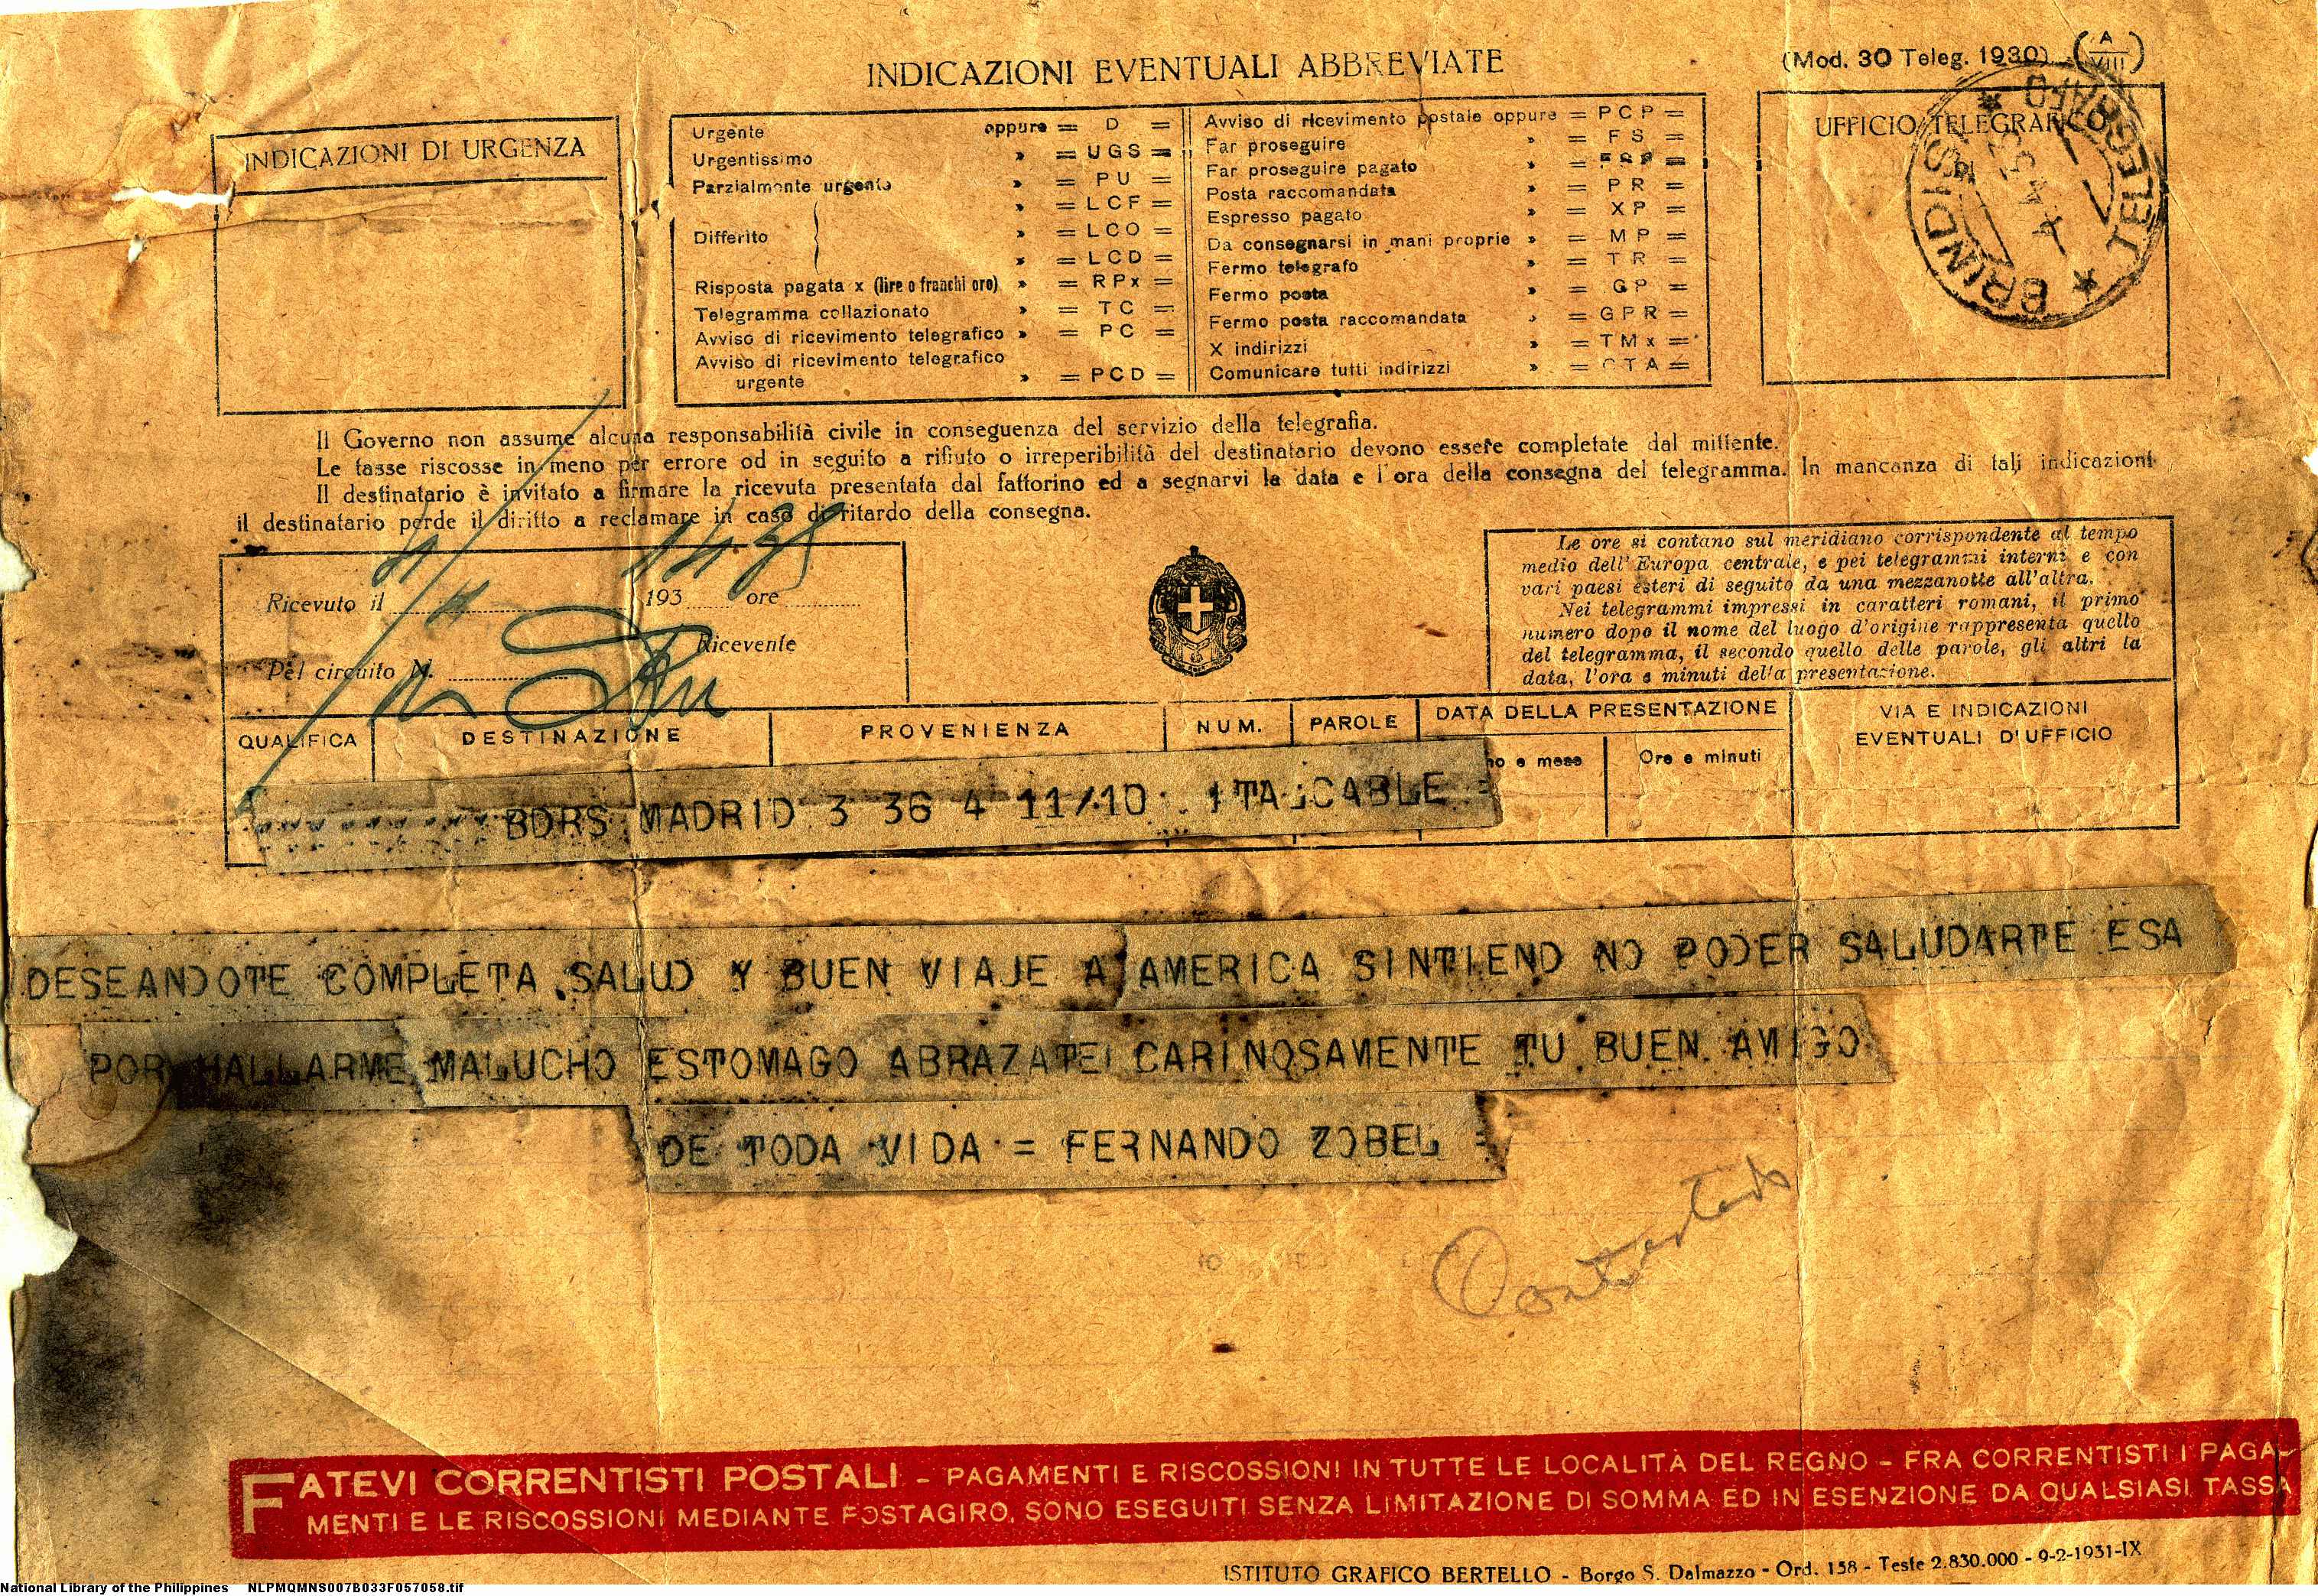 INDICAZIONI EVENTUALI ABBREVIATE
(Mod. 30 Teleg. 1930) (A/VIII)
INDICAZIONI DI URGENZA
Urgente oppure = D =
Urgentissimo » = UGS =
Parzialmente urgente » = PU =
» = LCF =
Differito » = LCO =
» = LCD =
Risposta pagata x (lire o franchi oro) » = RPx =
Telegramma collazionato » = TC =
Avviso di ricevimento telegrafico » = PC =
Avviso di ricevimento telegrafico
urgente » = PCD =
Avviso di ricevimento postale oppure = PCP =
Far proseguire » = FS =
Far proseguire pagato » =
Posta raccomandata » = PR =
Espresso pagato » = XP =
Da consegnarsi in mani proprie » = MP =
Fermo telegrafo » = TR =
Fermo posta » = GP =
Fermo posta raccomandata » = GPR =
X indirizzi » = TMx =
Comunicare tutti indirizzi » = CTA =
UFFICIO TELEGRAFICO
BRINDISI * TELEGRAFO *
Il Governo non assume alcuna responsabilità civile in conseguenza del servizio della telegrafia.
Le tasse riscosse in meno per errore od in seguito a rifiuto o irreperibilità del destinatario devono essere completate dal mittente.
Il destinatario è invitato a firmare la ricevuta presentata dal fattorino ed a segnarvi la data e l'ora della consegna del telegramma. In mancanza di tali indicazioni
il destinatario perde il diritto a reclamare in caso di ritardo della consegna.
Ricevuto il 193 ore
Ricevente
Pel circuito N.
Le ore si contano sul meridiano corrispondente al tempo
medio dell'Europa centrale, e pei telegrammi interni e con
vari paesi esteri di seguito da una mezzanotte all'altra.
Nei telegrammi impressi in caratteri romani, il primo
numero dopo il nome del luogo d'origine rappresenta quello
del telegramma, il secondo quello delle parole, gli altri la
data, l'ora e minuti della presentazione.
QUALIFICA DESTINAZIONE PROVENIENZA NUM. PAROLE DATA DELLA PRESENTAZIONE VIA E INDICAZIONI
EVENTUALI D'UFFICIO
no e mese Ore e minuti
BDRS MADRID 3 36 4 11/10 ITALCABLE =
DESEANDOTE COMPLETA SALUD Y BUEN VIAJE A AMERICA SINTIEND NO PODER SALUDARTE ESA
POR HALLARME MALUCHO ESTOMAGO ABRAZATE CARINOSAMENTE TU BUEN AMIGO
DE TODA VIDA = FERNANDO ZOBEL =
Contestado
FATEVI CORRENTISTI POSTALI - PAGAMENTI E RISCOSSIONI IN TUTTE LE LOCALITÀ DEL REGNO - FRA CORRENTISTI I PAGA-
MENTI E LE RISCOSSIONI MEDIANTE POSTAGIRO, SONO ESEGUITI SENZA LIMITAZIONE DI SOMMA ED IN ESENZIONE DA QUALSIASI TASSA
ISTITUTO GRAFICO BERTELLO - Borgo S. Dalmazzo - Ord. 158 - Teste 2.830.000 - 9-2-1931-IX
National Library of the Philippines NLPMQMNS007B033F057058.tif